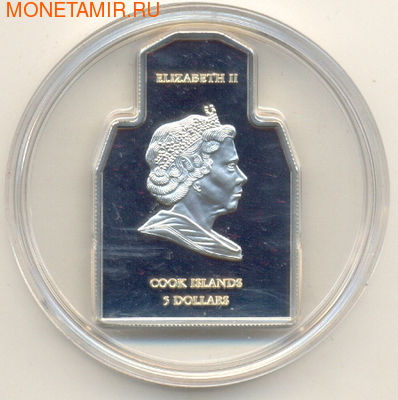 MONETAMIR.RU
ELIZABETH II
COOK ISLANDS
5 DOLLARS